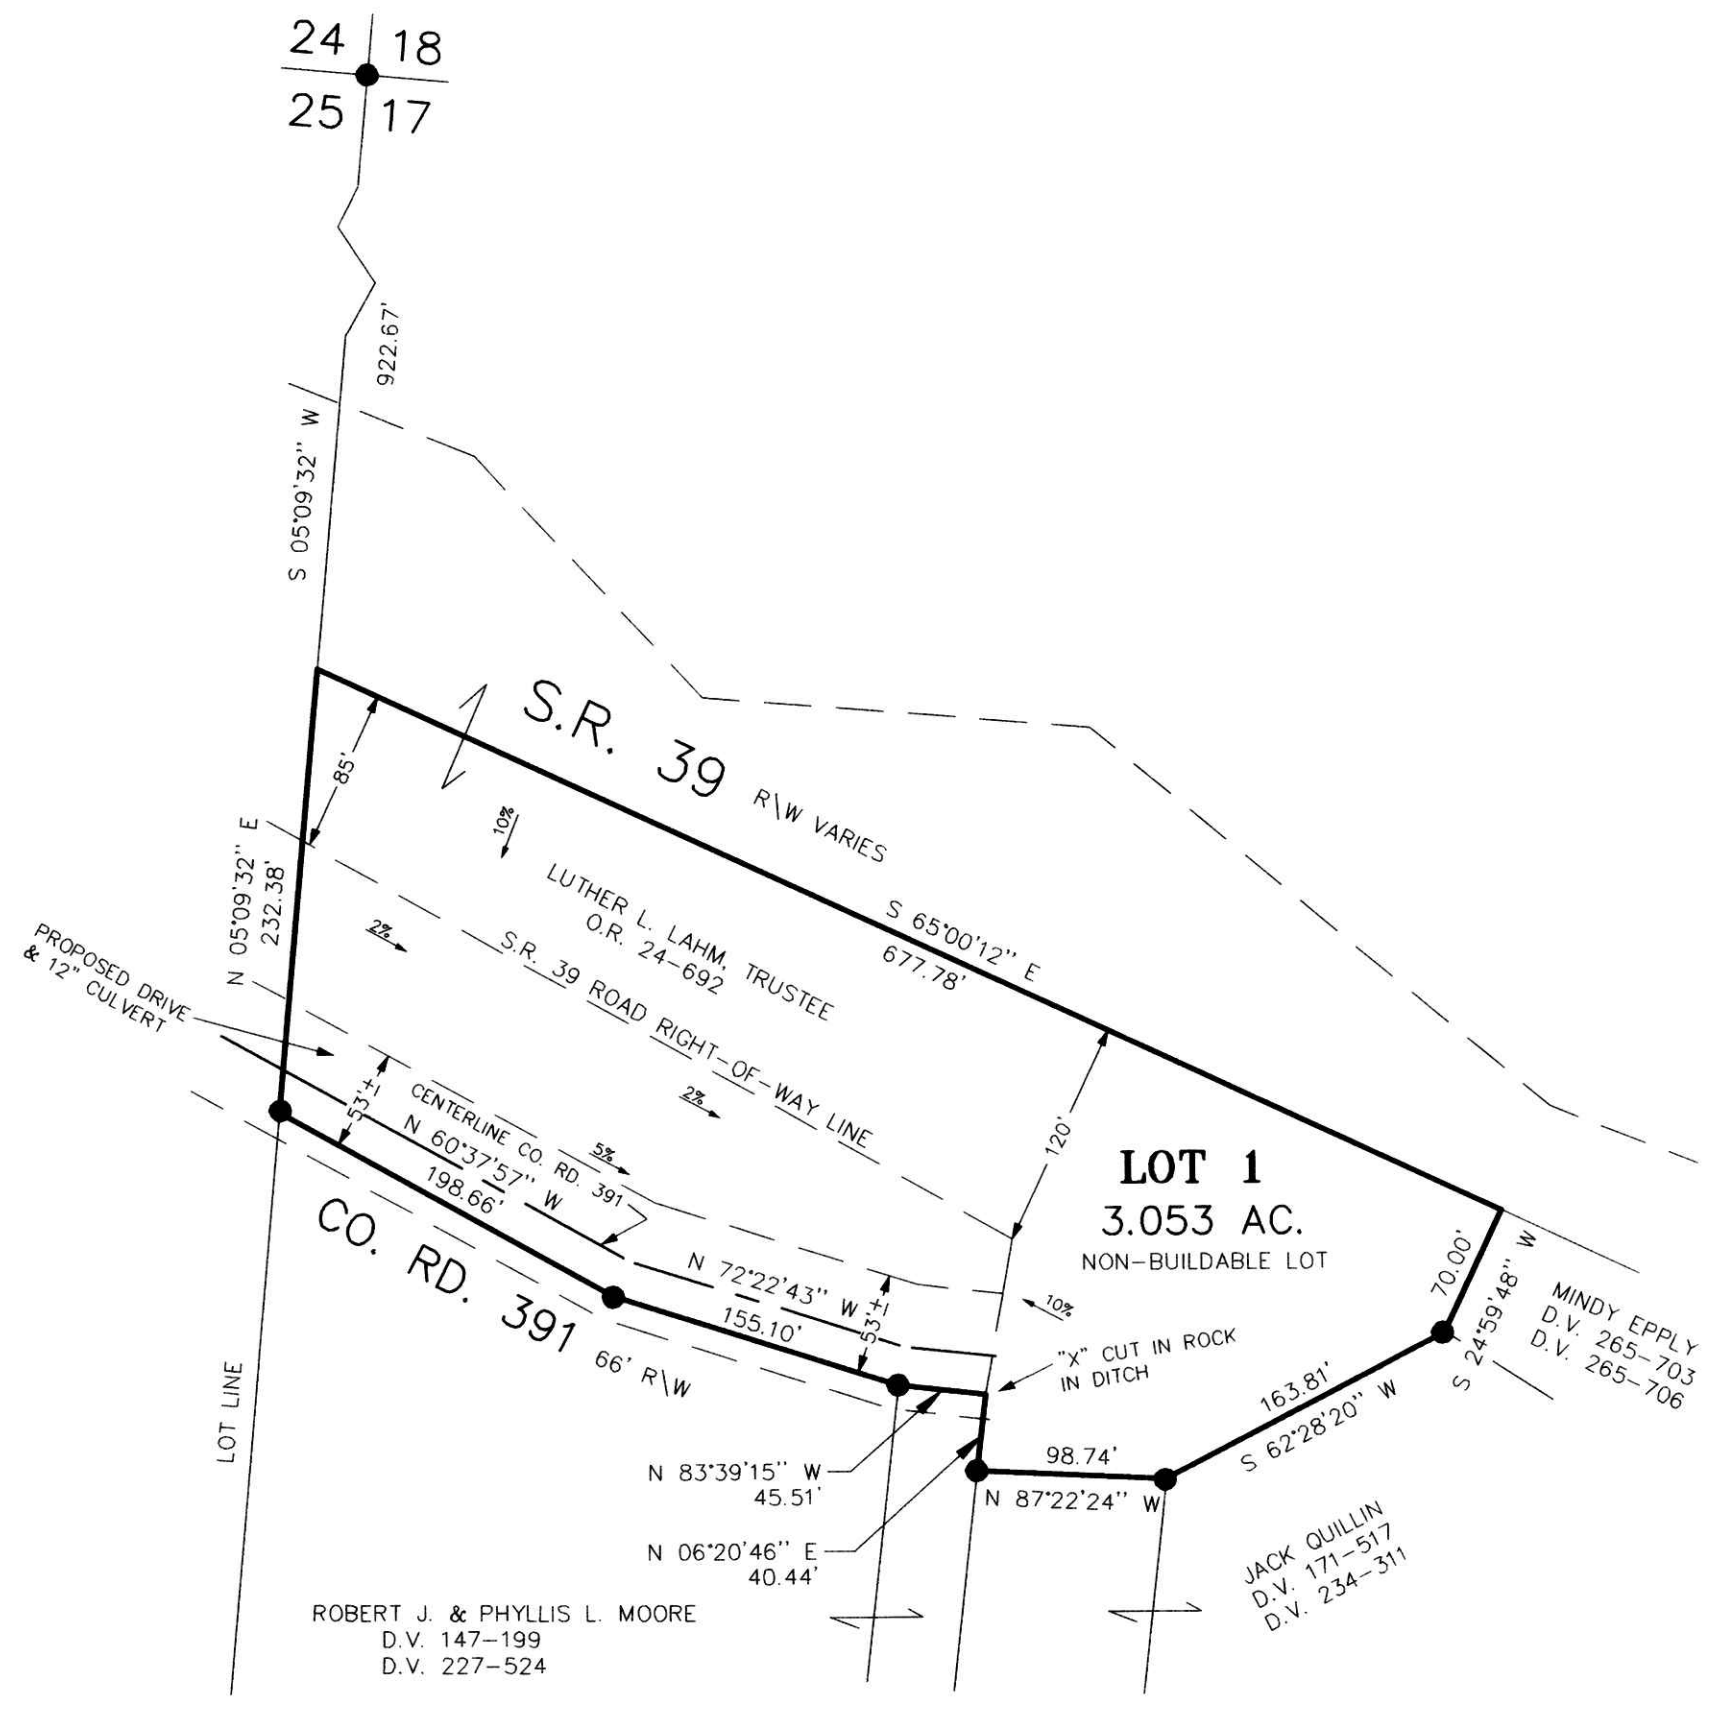 24 18
25 17
922.67'
S 05°09'32" W
S.R. 39 R\W VARIES
85'
10%
N 05°09'32" E
232.38'
LUTHER L. LAHM, TRUSTEE
O.R. 24-692
S 65°00'12" E
677.78'
2%
S.R. 39 ROAD RIGHT-OF-WAY LINE
PROPOSED DRIVE
& 12" CULVERT
53'±
CENTERLINE CO. RD. 391
N 60°37'57" W
198.66'
2%
5%
120'
LOT 1
3.053 AC.
NON-BUILDABLE LOT
CO. RD. 391 66' R\W
N 72°22'43" W
155.10'
53'±
10%
"X" CUT IN ROCK
IN DITCH
70.00'
S 24°59'48" W
MINDY EPPLY
D.V. 265-703
D.V. 265-706
163.81'
S 62°28'20" W
LOT LINE
98.74'
N 87°22'24" W
N 83°39'15" W
45.51'
N 06°20'46" E
40.44'
JACK QUILLIN
D.V. 171-517
D.V. 234-311
ROBERT J. & PHYLLIS L. MOORE
D.V. 147-199
D.V. 227-524